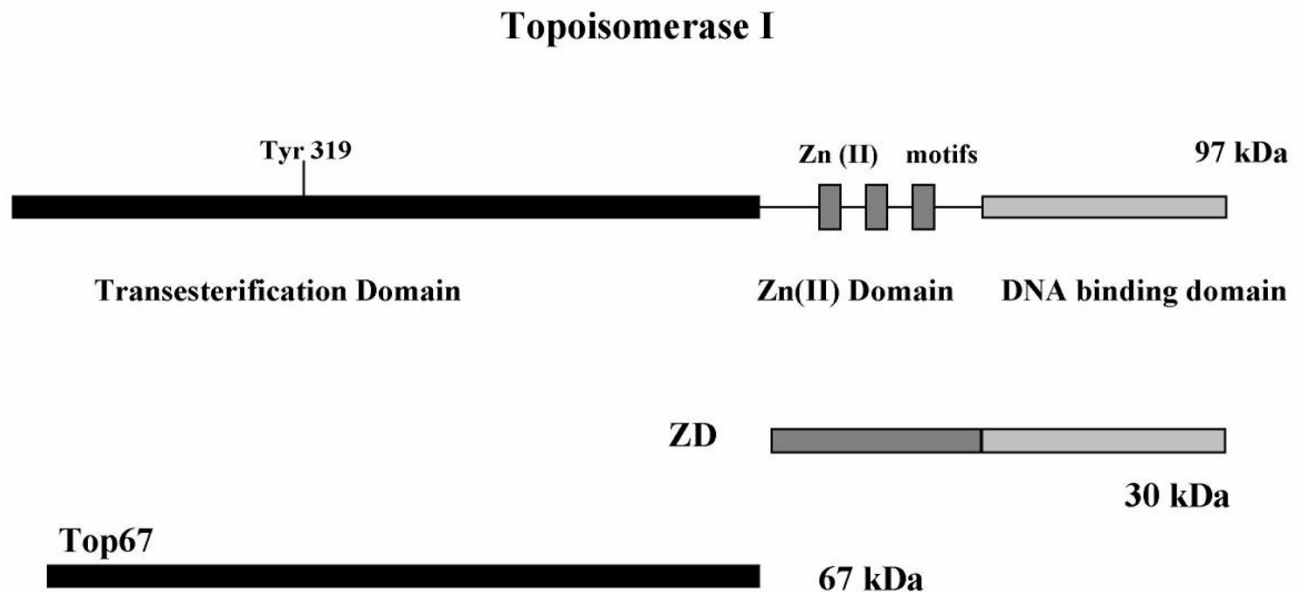 Topoisomerase I
Tyr 319
Zn (II) motifs
97 kDa
Transesterification Domain
Zn(II) Domain
DNA binding domain
ZD
30 kDa
Top67
67 kDa